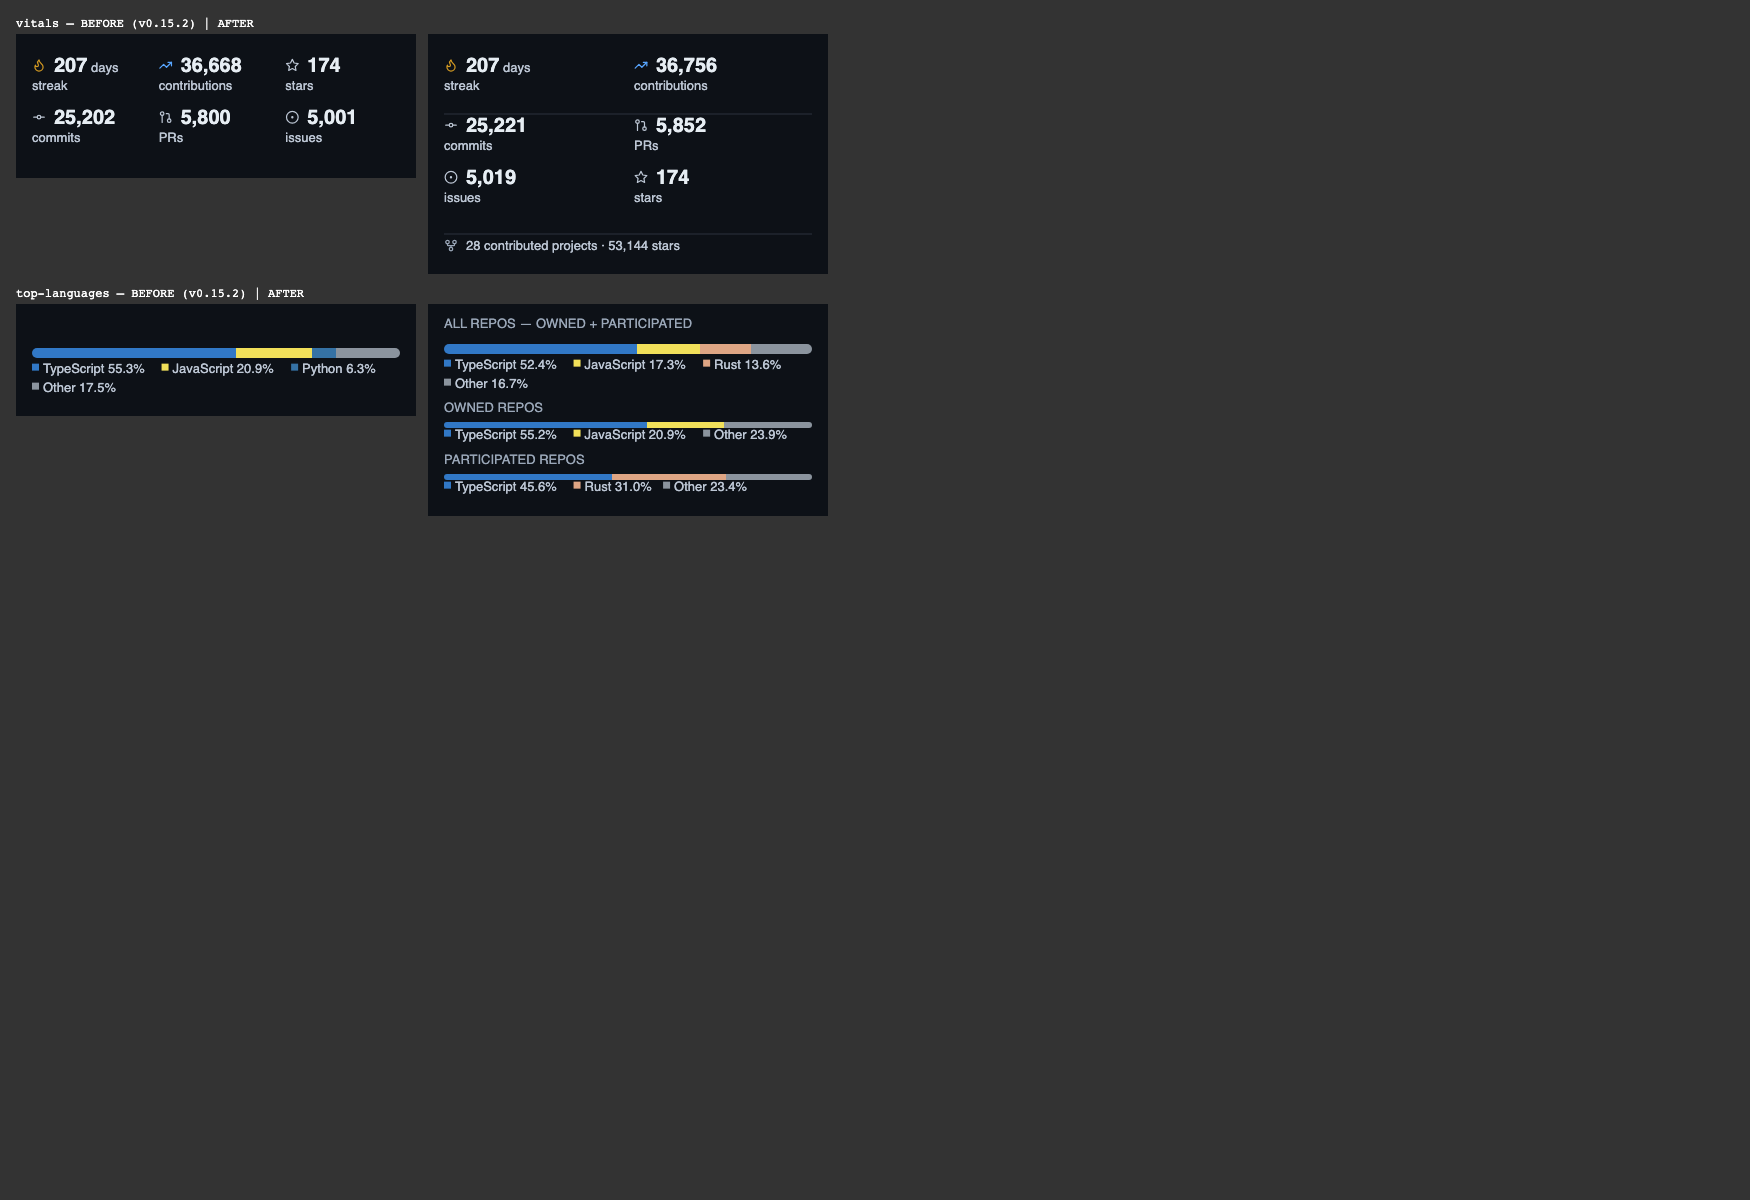 vitals — BEFORE (v0.15.2) | AFTER
207 days 36,668 174
streak contributions stars
25,202 5,800 5,001
commits PRs issues
207 days 36,756
streak contributions
25,221 5,852
commits PRs
5,019 174
issues stars
28 contributed projects · 53,144 stars
top-languages — BEFORE (v0.15.2) | AFTER
TypeScript 55.3% JavaScript 20.9% Python 6.3%
Other 17.5%
ALL REPOS — OWNED + PARTICIPATED
TypeScript 52.4% JavaScript 17.3% Rust 13.6%
Other 16.7%
OWNED REPOS
TypeScript 55.2% JavaScript 20.9% Other 23.9%
PARTICIPATED REPOS
TypeScript 45.6% Rust 31.0% Other 23.4%